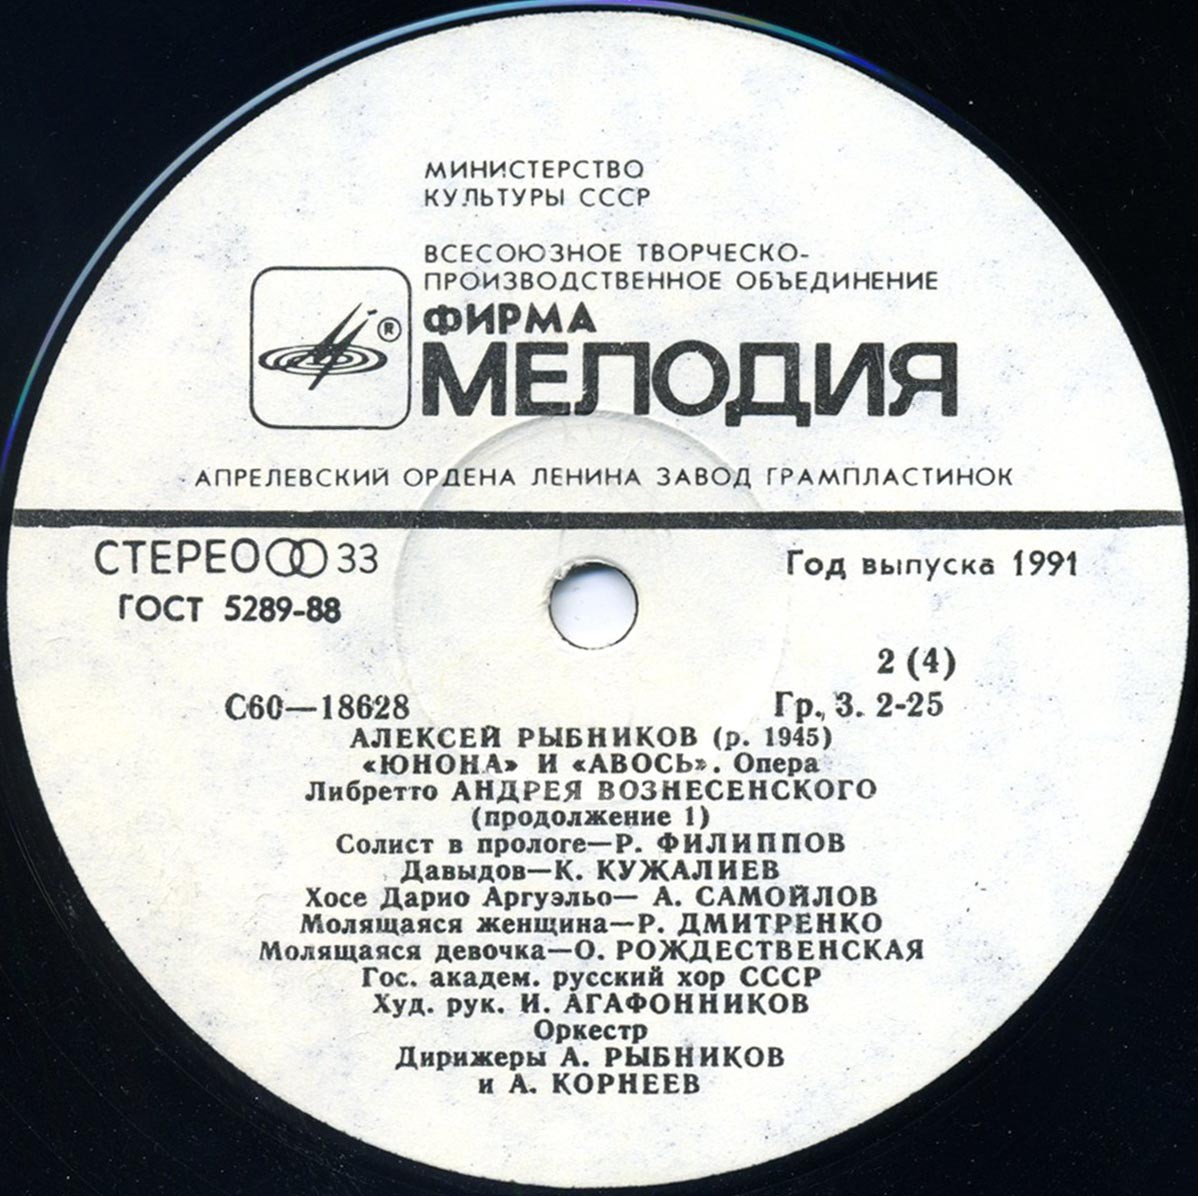 МИНИСТЕРСТВО
КУЛЬТУРЫ СССР
ВСЕСОЮЗНОЕ ТВОРЧЕСКО-
ПРОИЗВОДСТВЕННОЕ ОБЪЕДИНЕНИЕ
®
ФИРМА
МЕЛОДИЯ
АПРЕЛЕВСКИЙ ОРДЕНА ЛЕНИНА ЗАВОД ГРАМПЛАСТИНОК
СТЕРЕО 33
Год выпуска 1991
ГОСТ 5289-88
2 (4)
С60—18628
Гр. 3. 2-25
АЛЕКСЕЙ РЫБНИКОВ (р. 1945)
«ЮНОНА» И «АВОСЬ». Опера
Либретто АНДРЕЯ ВОЗНЕСЕНСКОГО
(продолжение 1)
Солист в прологе—Р. ФИЛИППОВ
Давыдов—К. КУЖАЛИЕВ
Хосе Дарио Аргуэльо— А. САМОЙЛОВ
Молящаяся женщина—Р. ДМИТРЕНКО
Молящаяся девочка—О. РОЖДЕСТВЕНСКАЯ
Гос. академ. русский хор СССР
Худ. рук. И. АГАФОННИКОВ
Оркестр
Дирижеры А. РЫБНИКОВ
и А. КОРНЕЕВ